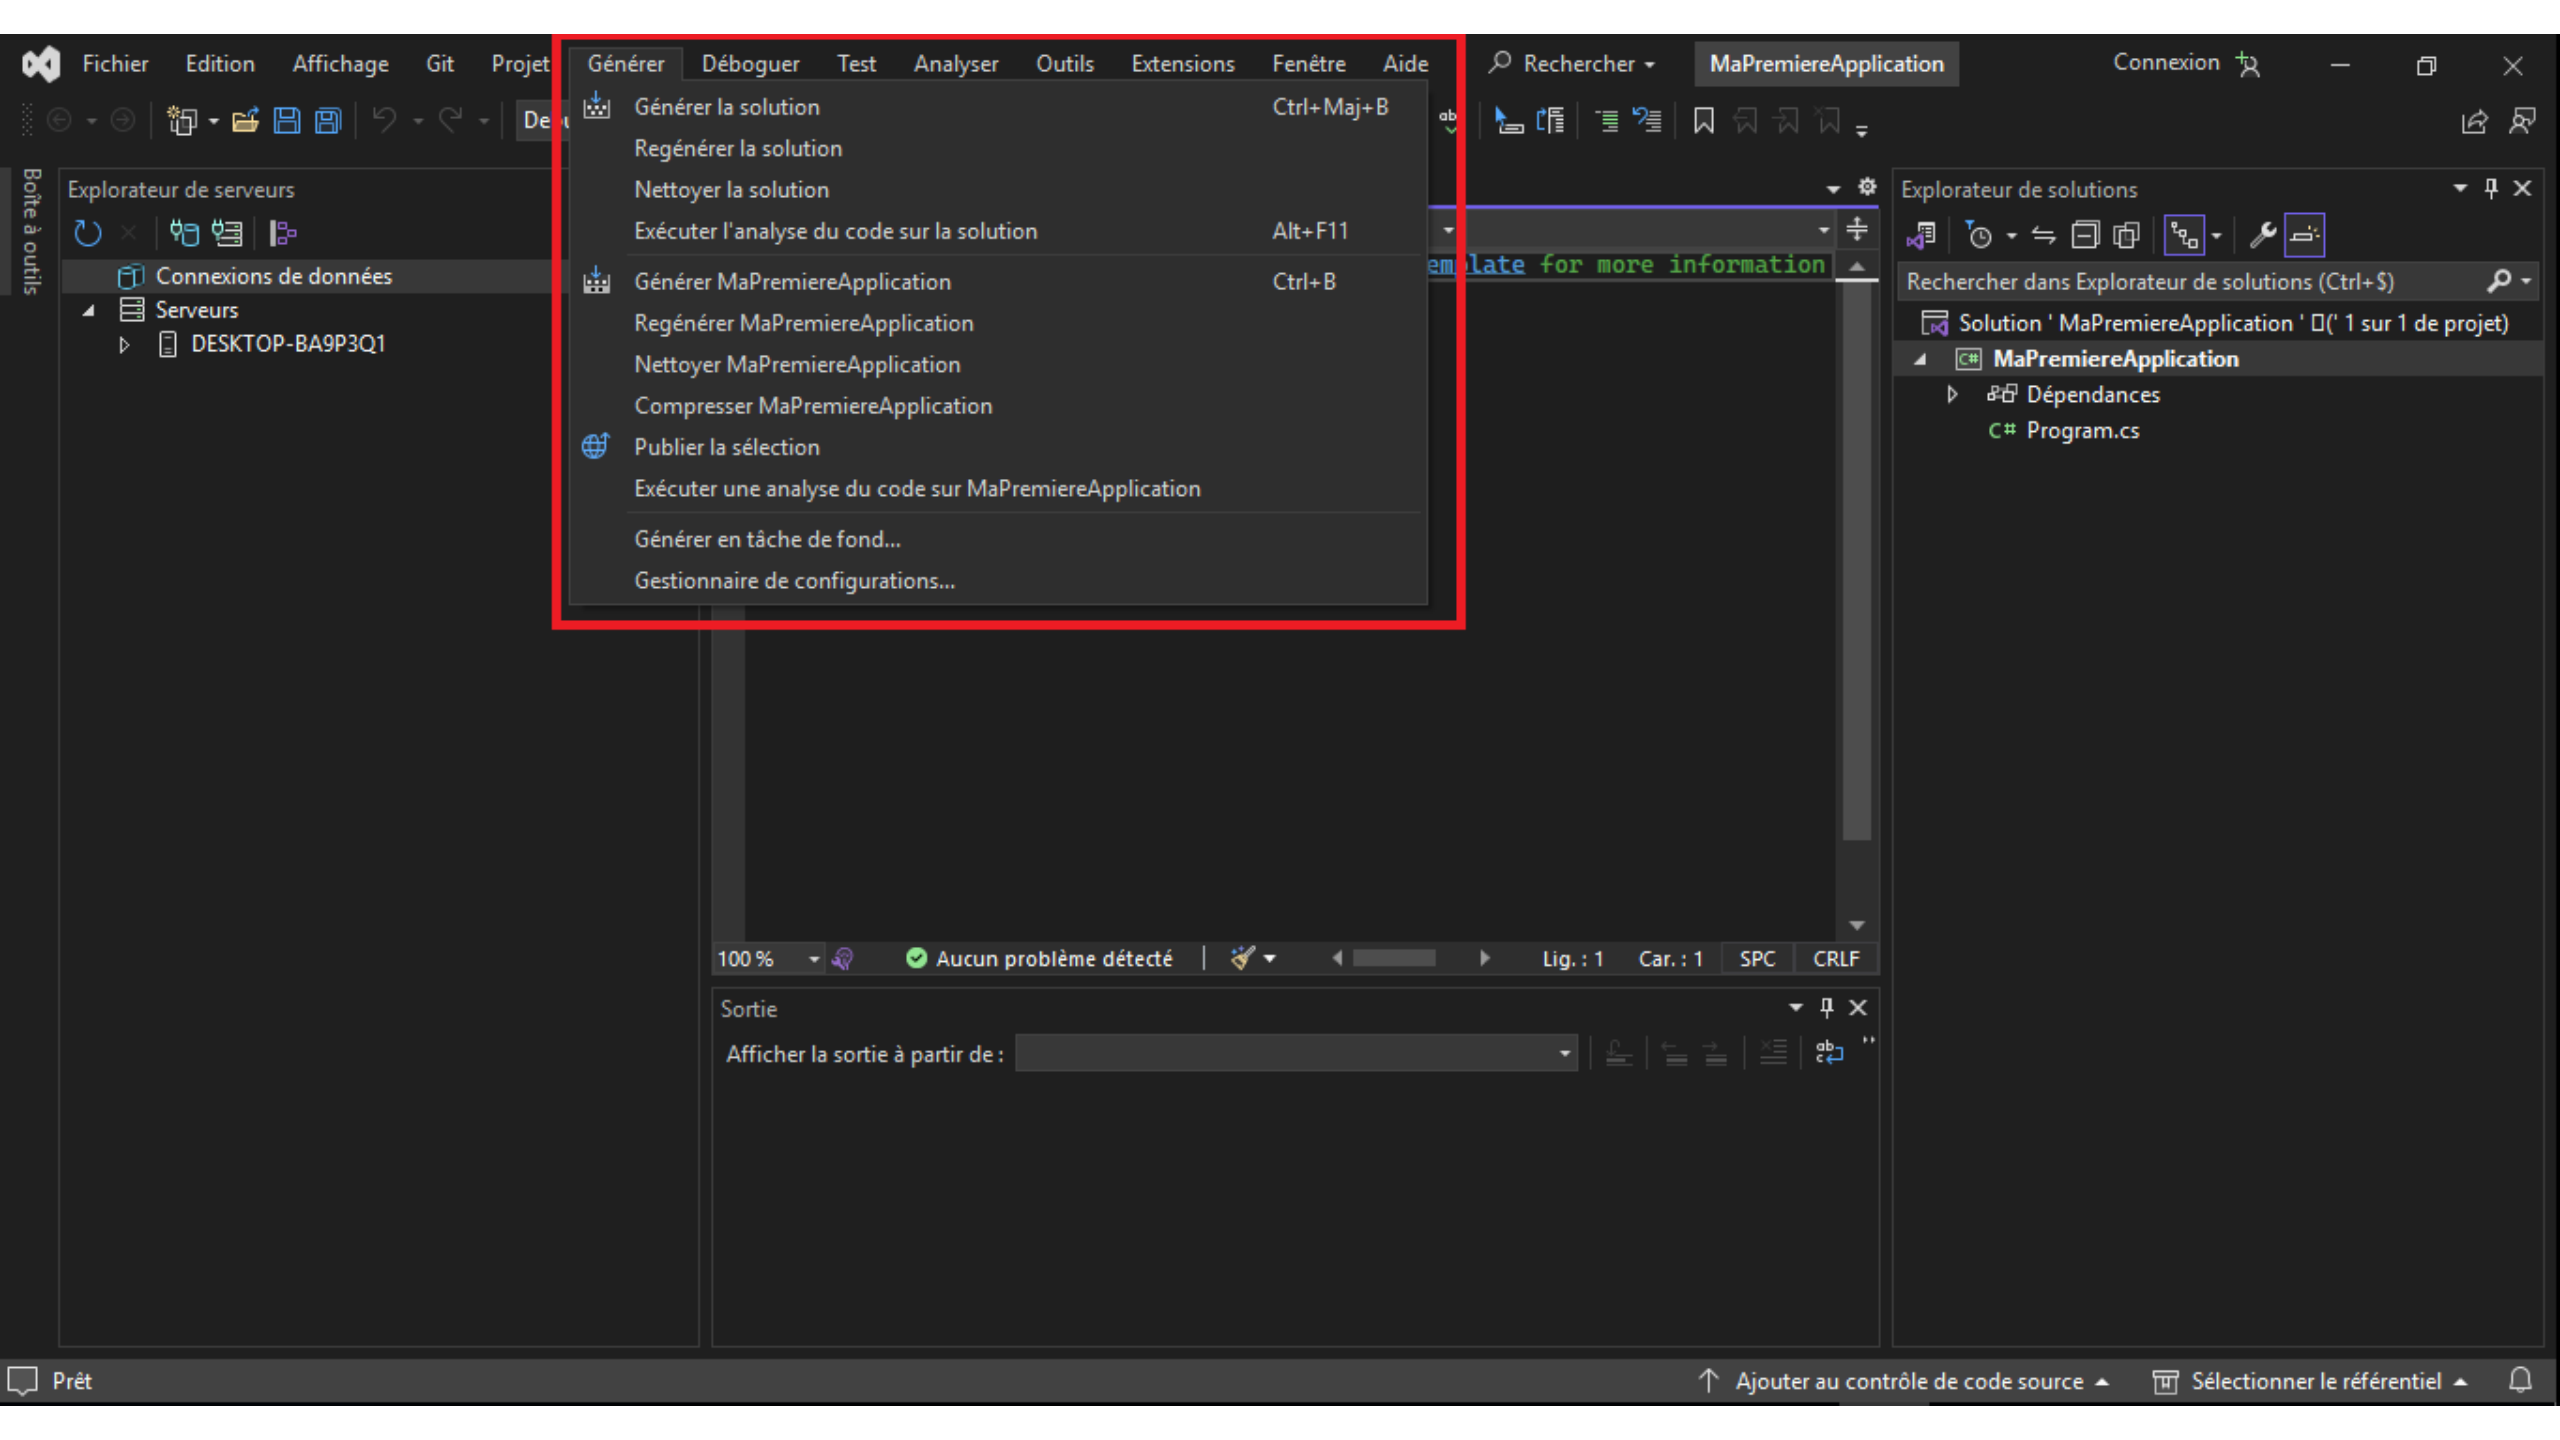 Fichier Edition Affichage Git Projet Générer Déboguer Test Analyser Outils Extensions Fenêtre Aide Rechercher MaPremiereApplication Connexion
Générer la solution Ctrl+Maj+B
Regénérer la solution
Nettoyer la solution
Exécuter l'analyse du code sur la solution Alt+F11
Générer MaPremiereApplication Ctrl+B
Regénérer MaPremiereApplication
Nettoyer MaPremiereApplication
Compresser MaPremiereApplication
Publier la sélection
Exécuter une analyse du code sur MaPremiereApplication
Générer en tâche de fond...
Gestionnaire de configurations...
Boîte à outils
Explorateur de serveurs
Connexions de données
Serveurs
DESKTOP-BA9P3Q1
for more information
100 % Aucun problème détecté Lig. : 1 Car. : 1 SPC CRLF
Sortie
Afficher la sortie à partir de :
Explorateur de solutions
Rechercher dans Explorateur de solutions (Ctrl+$)
Solution ' MaPremiereApplication ' (' 1 sur 1 de projet)
MaPremiereApplication
Dépendances
C# Program.cs
Prêt Ajouter au contrôle de code source Sélectionner le référentiel